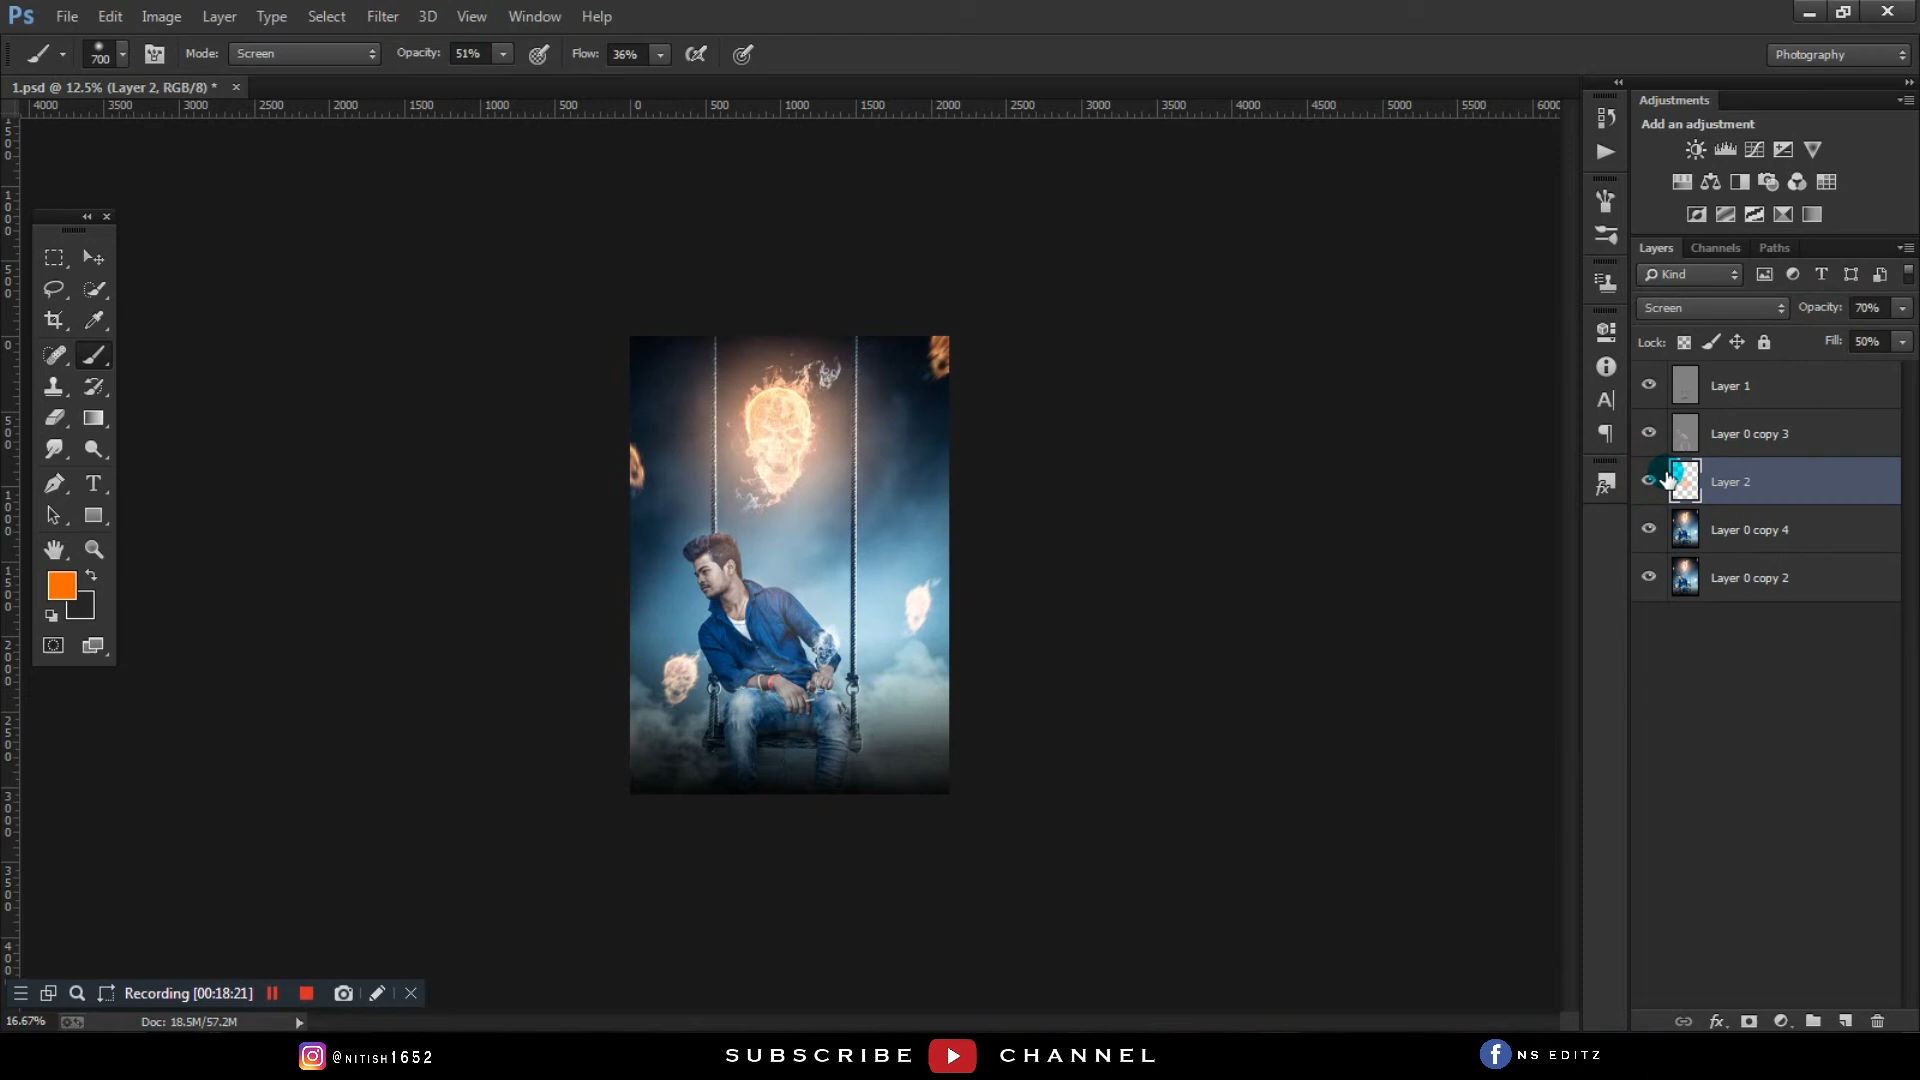 Ps File Edit Image Layer Type Select Filter 3D View Window Help
700 Mode: Screen Opacity: 51% Flow: 36% Photography
1.psd @ 12.5% (Layer 2, RGB/8) * ×
4000 3500 3000 2500 2000 1500 1000 500 0 500 1000 1500 2000 2500 3000 3500 4000 4500 5000 5500 6000
Adjustments
Add an adjustment
Layers Channels Paths
Kind
Screen Opacity: 70%
Lock: Fill: 50%
Layer 1
Layer 0 copy 3
Layer 2
Layer 0 copy 4
Layer 0 copy 2
Recording [00:18:21]
16.67% Doc: 18.5M/57.2M
@NITISH1652 SUBSCRIBE CHANNEL NS EDITZ